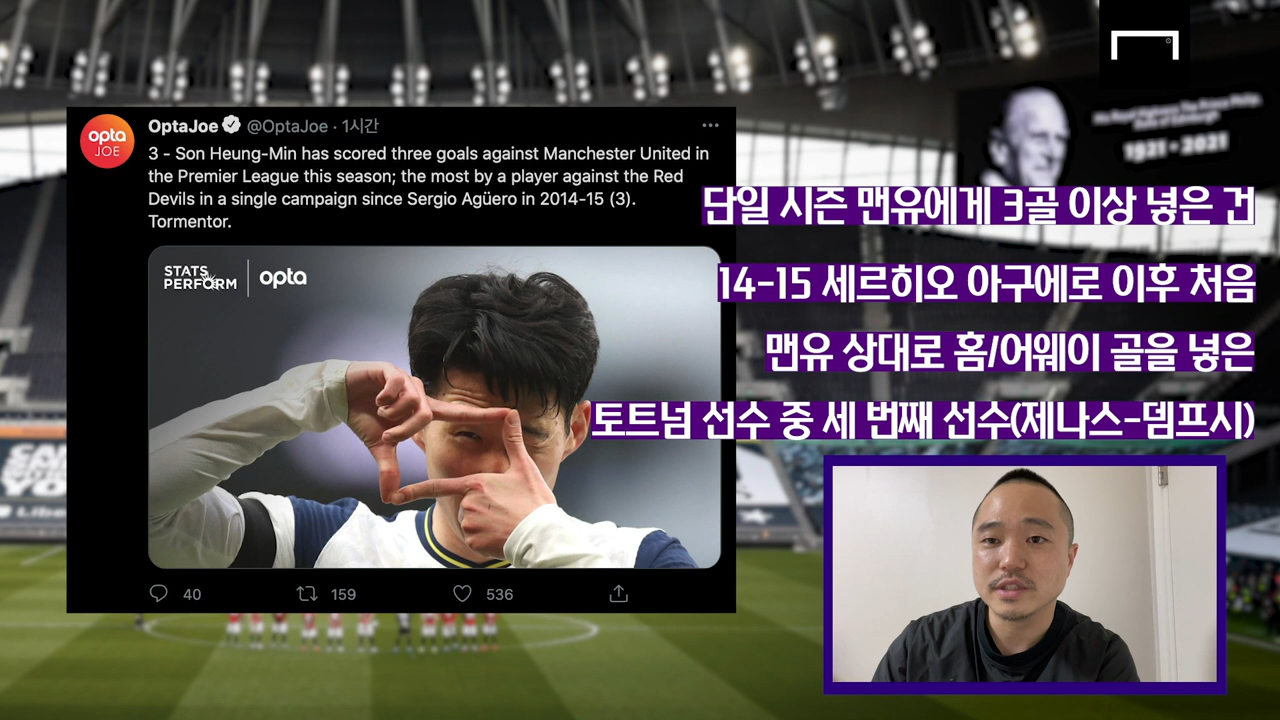 opta
JOE
OptaJoe @OptaJoe · 1시간
3 - Son Heung-Min has scored three goals against Manchester United in
the Premier League this season; the most by a player against the Red
Devils in a single campaign since Sergio Agüero in 2014-15 (3).
Tormentor.
STATS
PERFORM
opta
40 159 536
1921 - 2021
단일 시즌 맨유에게 3골 이상 넣은 건
14-15 세르히오 아구에로 이후 처음
맨유 상대로 홈/어웨이 골을 넣은
토트넘 선수 중 세 번째 선수(제나스-뎀프시)